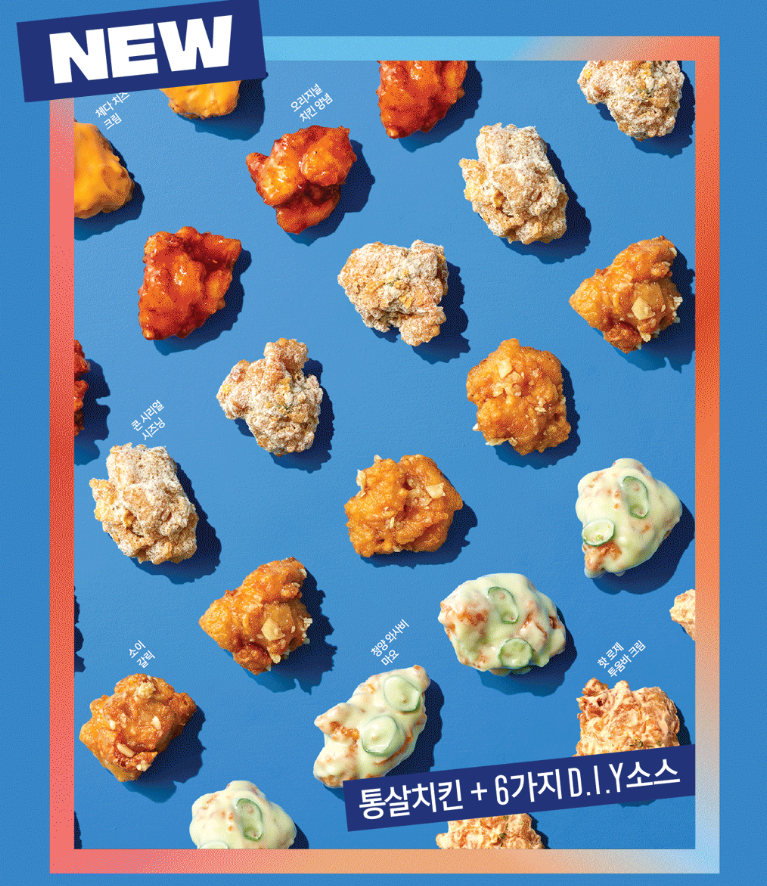 NEW
체다 치즈
크림
오리지널
치킨 양념
콘 시리얼
시즈닝
소이
갈릭
청양 와사비
마요
핫 로제
투움바 크림
통살치킨 + 6가지 D.I.Y소스